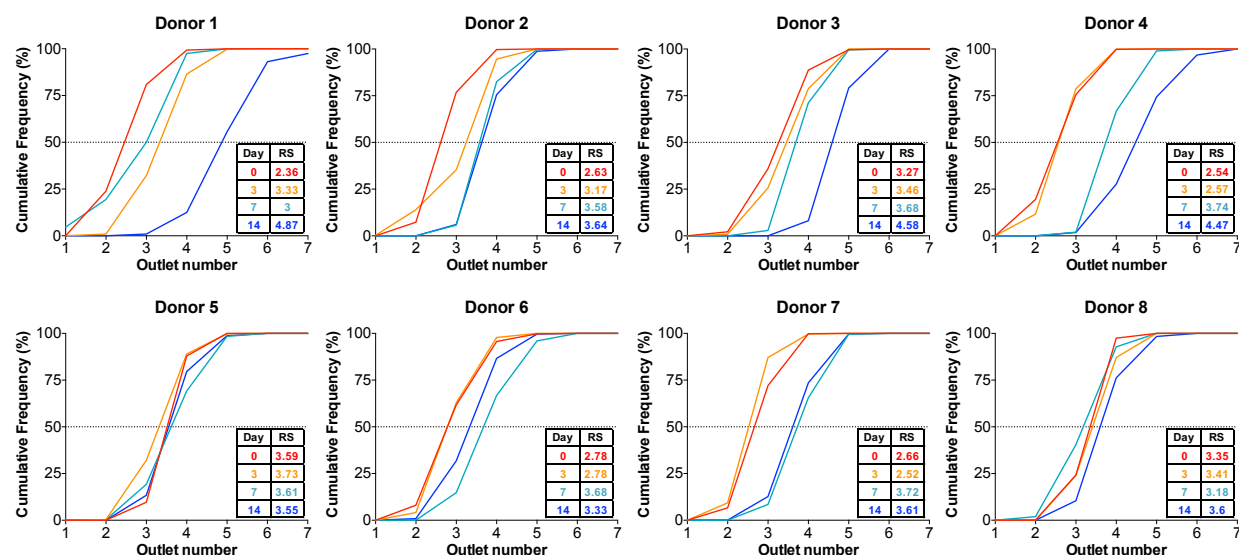 Donor 1
Cumulative Frequency (%)
100
75
50
25
0
1 2 3 4 5 6 7
Outlet number
Day RS
0 2.36
3 3.33
7 3
14 4.87
Donor 2
Cumulative Frequency (%)
100
75
50
25
0
1 2 3 4 5 6 7
Outlet number
Day RS
0 2.63
3 3.17
7 3.58
14 3.64
Donor 3
Cumulative Frequency (%)
100
75
50
25
0
1 2 3 4 5 6 7
Outlet number
Day RS
0 3.27
3 3.46
7 3.68
14 4.58
Donor 4
Cumulative Frequency (%)
100
75
50
25
0
1 2 3 4 5 6 7
Outlet number
Day RS
0 2.54
3 2.57
7 3.74
14 4.47
Donor 5
Cumulative Frequency (%)
100
75
50
25
0
1 2 3 4 5 6 7
Outlet number
Day RS
0 3.59
3 3.73
7 3.61
14 3.55
Donor 6
Cumulative Frequency (%)
100
75
50
25
0
1 2 3 4 5 6 7
Outlet number
Day RS
0 2.78
3 2.78
7 3.68
14 3.33
Donor 7
Cumulative Frequency (%)
100
75
50
25
0
1 2 3 4 5 6 7
Outlet number
Day RS
0 2.66
3 2.52
7 3.72
14 3.61
Donor 8
Cumulative Frequency (%)
100
75
50
25
0
1 2 3 4 5 6 7
Outlet number
Day RS
0 3.35
3 3.41
7 3.18
14 3.6